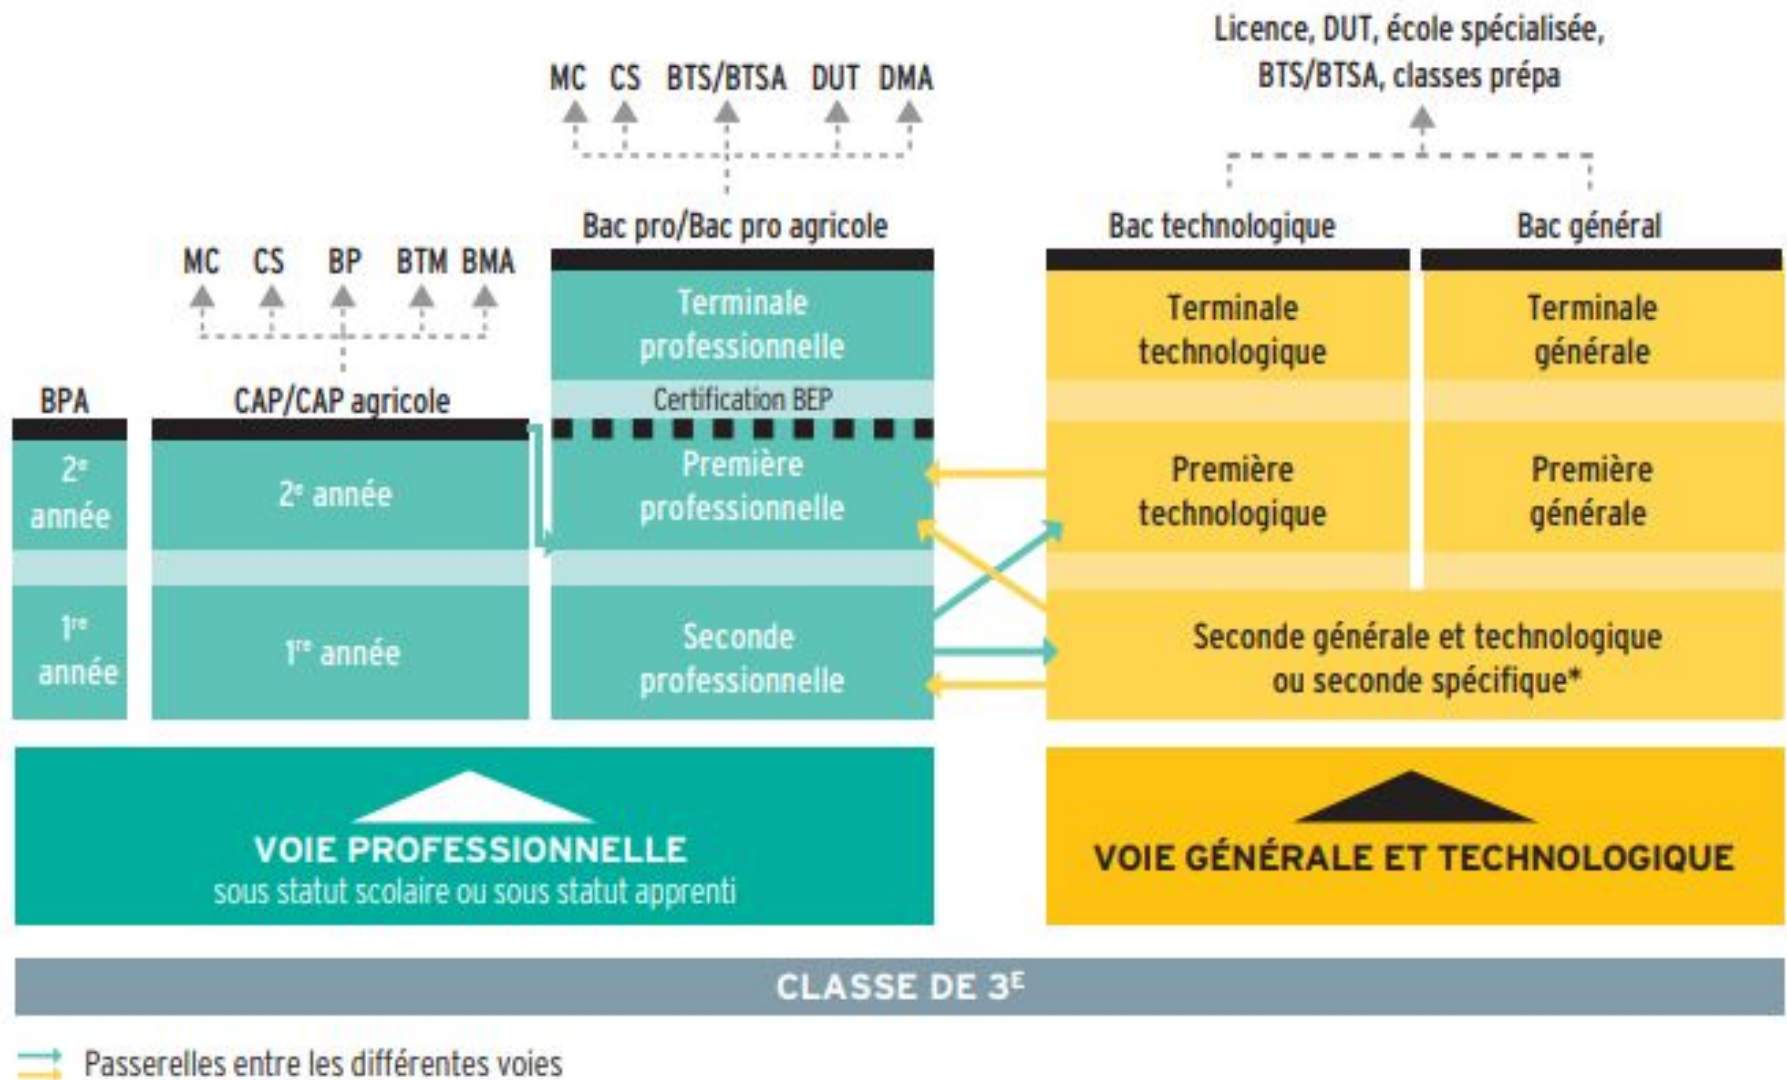 Licence, DUT, école spécialisée,
BTS/BTSA, classes prépa
MC CS BTS/BTSA DUT DMA
Bac pro/Bac pro agricole
Bac technologique
Bac général
MC CS BP BTM BMA
Terminale
professionnelle
Terminale
technologique
Terminale
générale
BPA
CAP/CAP agricole
Certification BEP
2e
année
2e année
Première
professionnelle
Première
technologique
Première
générale
1re
année
1re année
Seconde
professionnelle
Seconde générale et technologique
ou seconde spécifique*
VOIE PROFESSIONNELLE
sous statut scolaire ou sous statut apprenti
VOIE GÉNÉRALE ET TECHNOLOGIQUE
CLASSE DE 3E
Passerelles entre les différentes voies